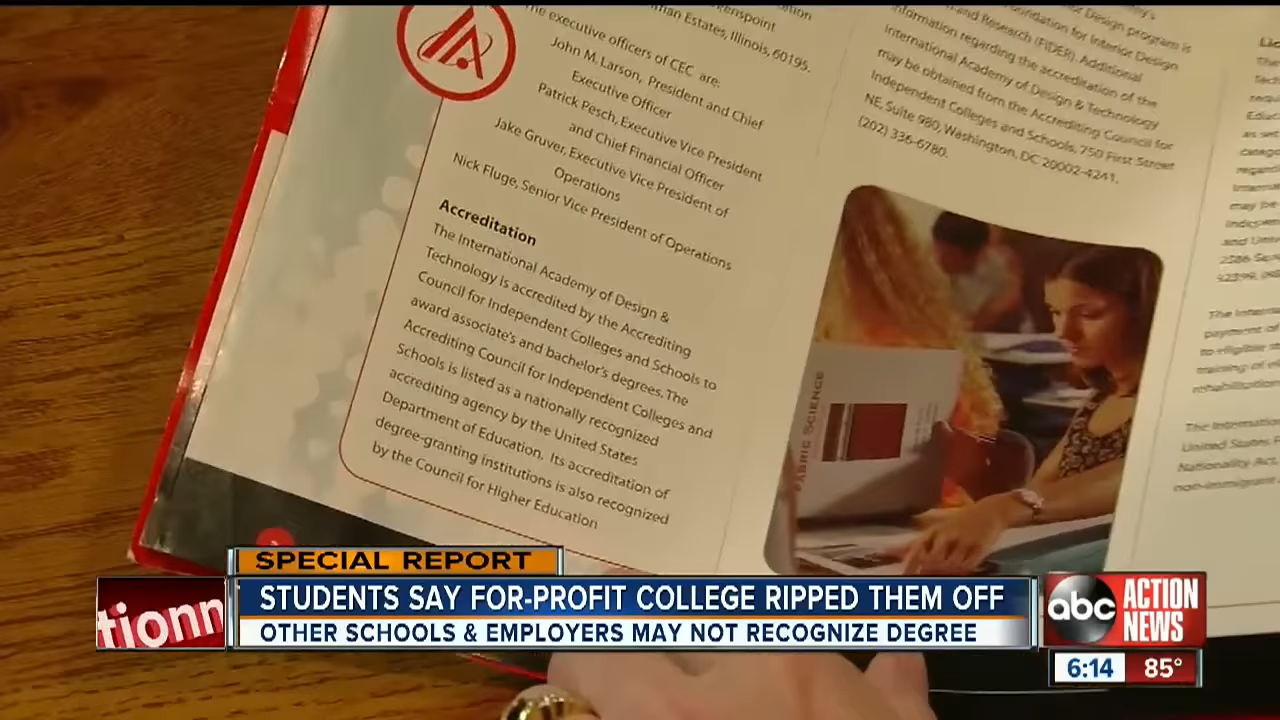 The executive officers of CEC are:
John M. Larson, President and Chief
Executive Officer
Patrick Pesch, Executive Vice President
and Chief Financial Officer
Jake Gruver, Executive Vice President of
Operations
Nick Fluge, Senior Vice President of Operations
Accreditation
The International Academy of Design &
Technology is accredited by the Accrediting
Council for Independent Colleges and Schools to
award associate's and bachelor's degrees. The
Accrediting Council for Independent Colleges and
Schools is listed as a nationally recognized
accrediting agency by the United States
Department of Education. Its accreditation of
degree-granting institutions is also recognized
by the Council for Higher Education
Estates, Illinois, 60195.
Design program is
and Research (FIDER). Additional
information regarding the accreditation of the
International Academy of Design & Technology
may be obtained from the Accrediting Council for
Independent Colleges and Schools, 750 First Street
NE, Suite 980, Washington, DC 20002-4241.
(202) 336-6780.
FABRIC SCIENCE
SPECIAL REPORT
STUDENTS SAY FOR-PROFIT COLLEGE RIPPED THEM OFF
OTHER SCHOOLS & EMPLOYERS MAY NOT RECOGNIZE DEGREE
tionn
abc ACTION
NEWS
6:14 85°